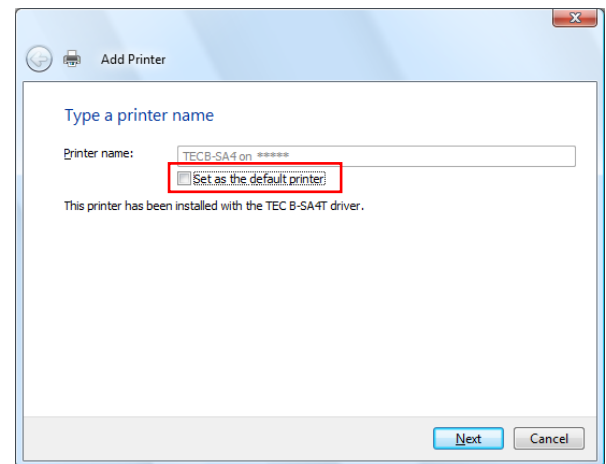 Add Printer
Type a printer name
Printer name:
TECB-SA4 on *****
Set as the default printer
This printer has been installed with the TEC B-SA4T driver.
Next
Cancel